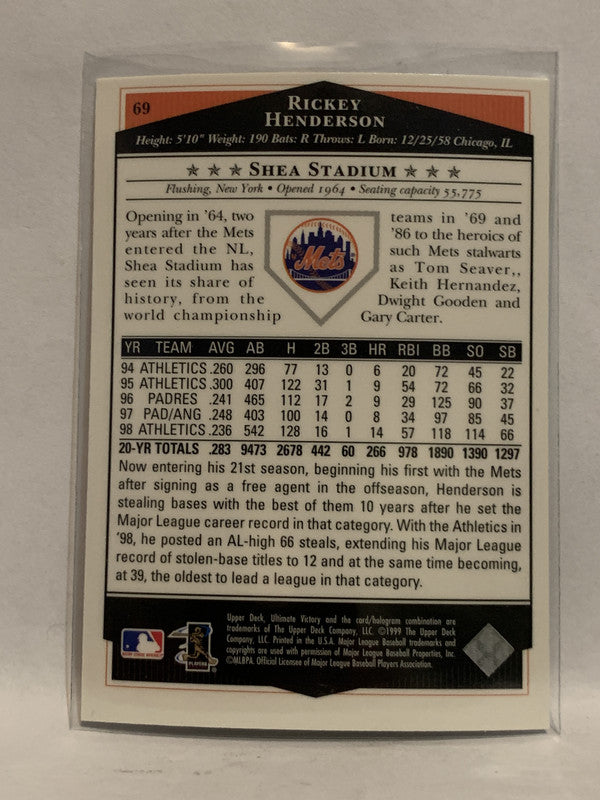 69
RICKEY
HENDERSON
Height: 5'10" Weight: 190 Bats: R Throws: L Born: 12/25/58 Chicago, IL
★ ★ ★ SHEA STADIUM ★ ★ ★
Flushing, New York • Opened 1964 • Seating capacity 55,775
Opening in '64, two
years after the Mets
entered the NL,
Shea Stadium has
seen its share of
history, from the
world championship
Mets
teams in '69 and
'86 to the heroics of
such Mets stalwarts
as Tom Seaver,,
Keith Hernandez,
Dwight Gooden and
Gary Carter.
YR TEAM AVG AB H 2B 3B HR RBI BB SO SB
94 ATHLETICS .260 296 77 13 0 6 20 72 45 22
95 ATHLETICS .300 407 122 31 1 9 54 72 66 32
96 PADRES .241 465 112 17 2 9 29 125 90 37
97 PAD/ANG .248 403 100 14 0 8 34 97 85 45
98 ATHLETICS .236 542 128 16 1 14 57 118 114 66
20-YR TOTALS .283 9473 2678 442 60 266 978 1890 1390 1297
Now entering his 21st season, beginning his first with the Mets
after signing as a free agent in the offseason, Henderson is
stealing bases with the best of them 10 years after he set the
Major League career record in that category. With the Athletics in
'98, he posted an AL-high 66 steals, extending his Major League
record of stolen-base titles to 12 and at the same time becoming,
at 39, the oldest to lead a league in that category.
Upper Deck, Ultimate Victory and the card/hologram combination are
trademarks of The Upper Deck Company, LLC. ©1999 The Upper Deck
Company, LLC. Printed in the U.S.A. Major League Baseball trademarks and
copyrights are used with permission of Major League Baseball Properties, Inc.
©MLBPA. Official Licensee of Major League Baseball Players Association.
PLAYERS